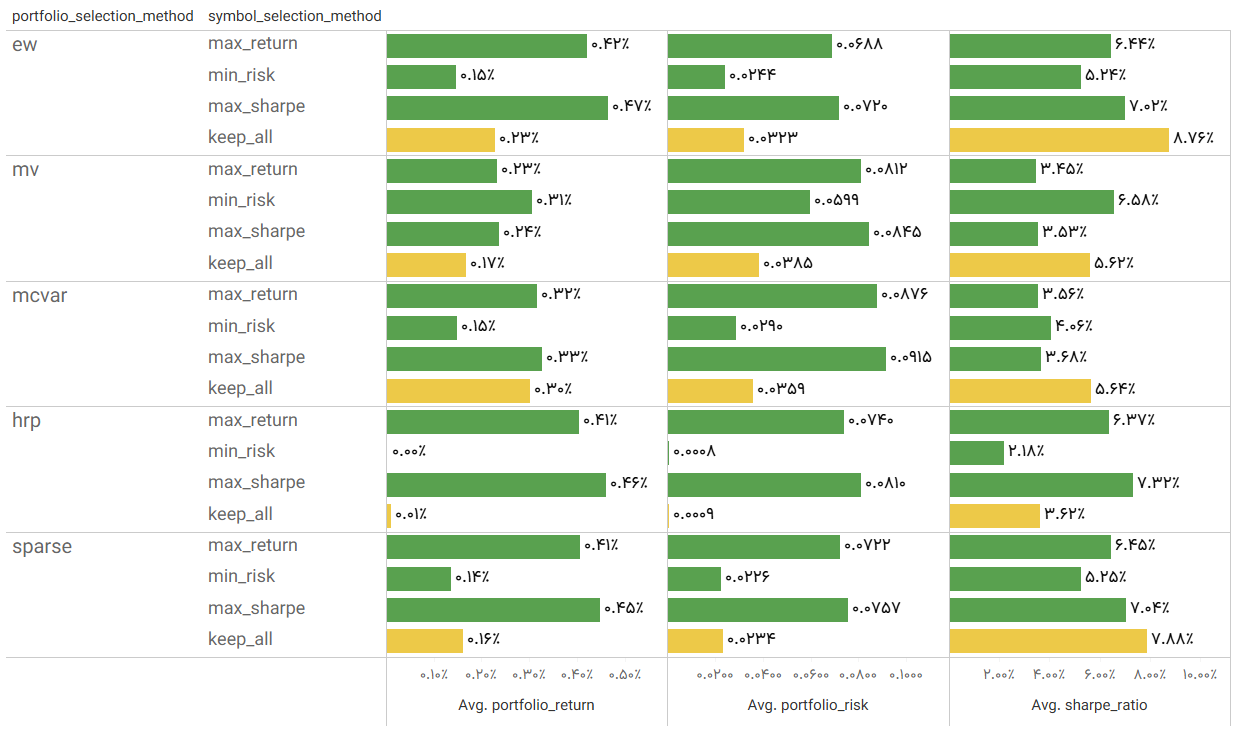 portfolio_selection_method symbol_selection_method
ew max_return ۰.۴۲٪ ۰.۰۶۸۸ ۶.۴۴٪
min_risk ۰.۱۵٪ ۰.۰۲۴۴ ۵.۲۴٪
max_sharpe ۰.۴۷٪ ۰.۰۷۲۰ ۷.۰۲٪
keep_all ۰.۲۳٪ ۰.۰۳۲۳ ۸.۷۶٪
mv max_return ۰.۲۳٪ ۰.۰۸۱۲ ۳.۴۵٪
min_risk ۰.۳۱٪ ۰.۰۵۹۹ ۶.۵۸٪
max_sharpe ۰.۲۴٪ ۰.۰۸۴۵ ۳.۵۳٪
keep_all ۰.۱۷٪ ۰.۰۳۸۵ ۵.۶۲٪
mcvar max_return ۰.۳۲٪ ۰.۰۸۷۶ ۳.۵۶٪
min_risk ۰.۱۵٪ ۰.۰۲۹۰ ۴.۰۶٪
max_sharpe ۰.۳۳٪ ۰.۰۹۱۵ ۳.۶۸٪
keep_all ۰.۳۰٪ ۰.۰۳۵۹ ۵.۶۴٪
hrp max_return ۰.۴۱٪ ۰.۰۷۴۰ ۶.۳۷٪
min_risk ۰.۰۰٪ ۰.۰۰۰۸ ۲.۱۸٪
max_sharpe ۰.۴۶٪ ۰.۰۸۱۰ ۷.۳۲٪
keep_all ۰.۰۱٪ ۰.۰۰۰۹ ۳.۶۲٪
sparse max_return ۰.۴۱٪ ۰.۰۷۲۲ ۶.۴۵٪
min_risk ۰.۱۴٪ ۰.۰۲۲۶ ۵.۲۵٪
max_sharpe ۰.۴۵٪ ۰.۰۷۵۷ ۷.۰۴٪
keep_all ۰.۱۶٪ ۰.۰۲۳۴ ۷.۸۸٪
۰.۱۰٪ ۰.۲۰٪ ۰.۳۰٪ ۰.۴۰٪ ۰.۵۰٪ ۰.۰۲۰۰ ۰.۰۴۰۰ ۰.۰۶۰۰ ۰.۰۸۰۰ ۰.۱۰۰۰ ۲.۰۰٪ ۴.۰۰٪ ۶.۰۰٪ ۸.۰۰٪ ۱۰.۰۰٪
Avg. portfolio_return Avg. portfolio_risk Avg. sharpe_ratio